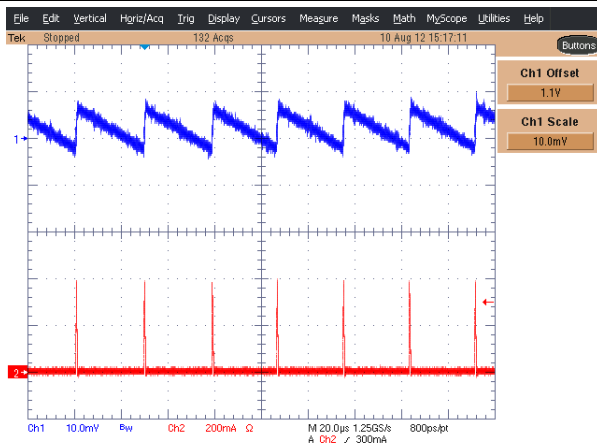 File Edit Vertical Horiz/Acq Trig Display Cursors Measure Masks Math MyScope Utilities Help
Tek Stopped 132 Acqs 10 Aug 12 15:17:11
Buttons
Ch1 Offset
1.1V
Ch1 Scale
10.0mV
1
2
Ch1 10.0mV Bw Ch2 200mA Ω M 20.0µs 1.25GS/s 800ps/pt
A Ch2 ⁄ 300mA